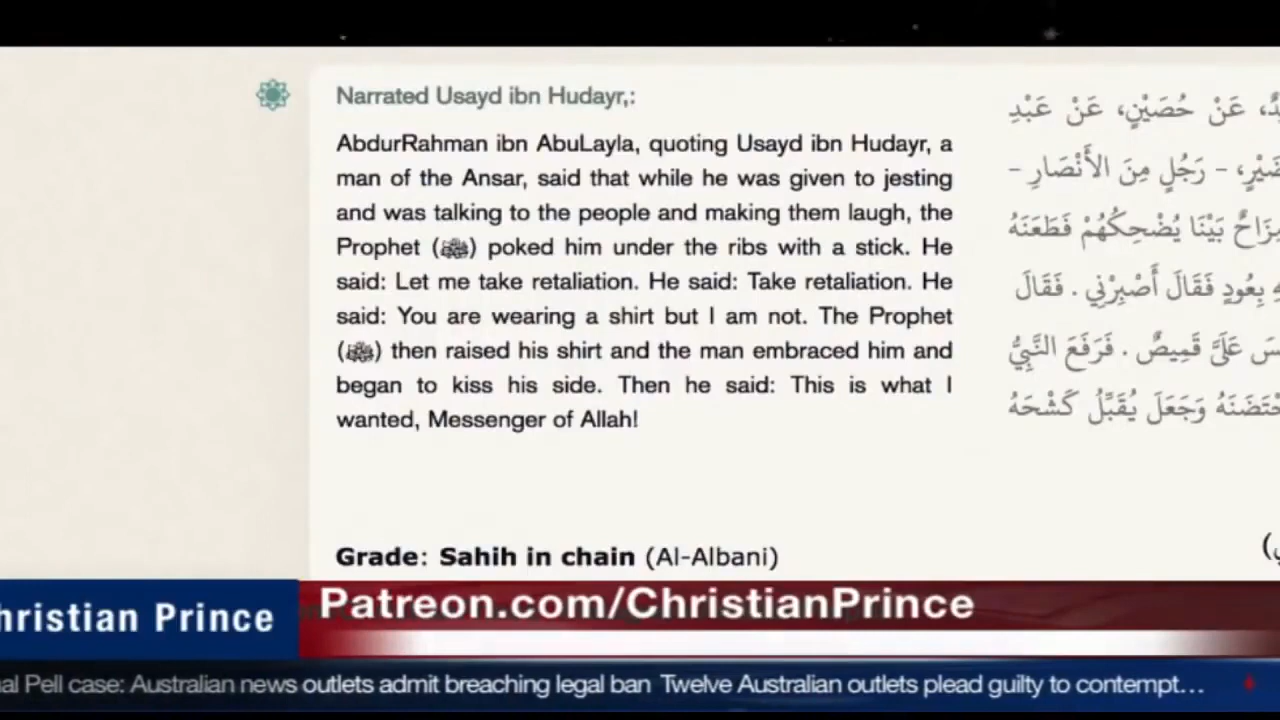 Narrated Usayd ibn Hudayr,:
AbdurRahman ibn AbuLayla, quoting Usayd ibn Hudayr, a
man of the Ansar, said that while he was given to jesting
and was talking to the people and making them laugh, the
Prophet (ﷺ) poked him under the ribs with a stick. He
said: Let me take retaliation. He said: Take retaliation. He
said: You are wearing a shirt but I am not. The Prophet
(ﷺ) then raised his shirt and the man embraced him and
began to kiss his side. Then he said: This is what I
wanted, Messenger of Allah!
عَنْ حُصَيْنٍ، عَنْ عَبْدِ
- رَجُلٍ مِنَ الأَنْصَارِ -
بَيْنَا يُضْحِكُهُمْ فَطَعَنَهُ
بِعُودٍ فَقَالَ أَصْبِرْنِي . فَقَالَ
عَلَىَّ قَمِيصٌ . فَرَفَعَ النَّبِيُّ
وَجَعَلَ يُقَبِّلُ كَشْحَهُ
Grade: Sahih in chain (Al-Albani)
hristian Prince
Patreon.com/ChristianPrince
al Pell case: Australian news outlets admit breaching legal ban Twelve Australian outlets plead guilty to contempt...